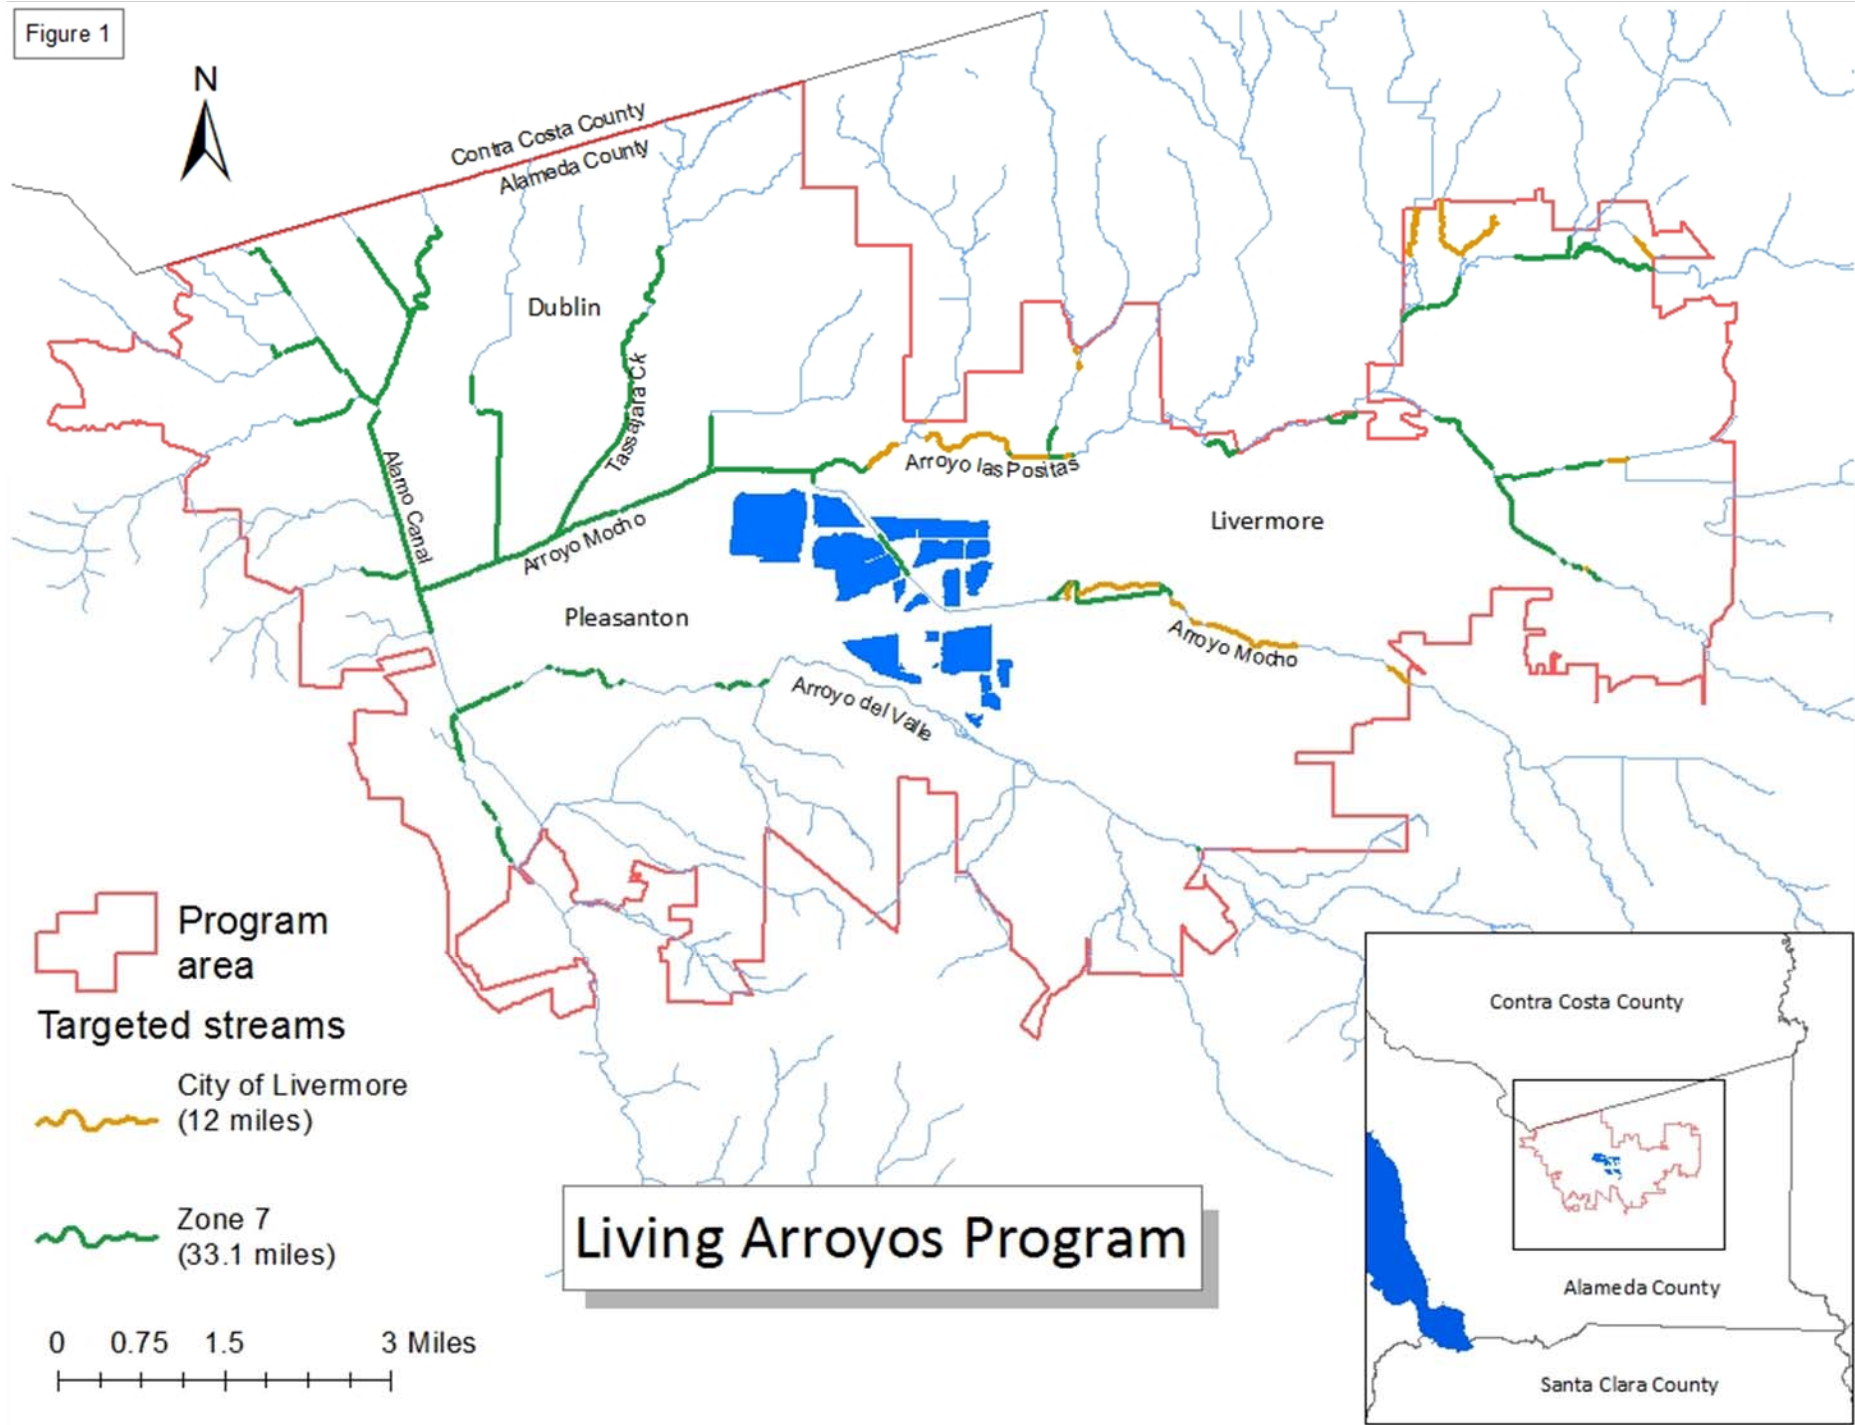 Figure 1
N
Contra Costa County
Alameda County
Dublin
Tassajara Ck
Alamo Canal
Arroyo las Positas
Livermore
Arroyo Mocho
Pleasanton
Arroyo Mocho
Arroyo del Valle
Program
area
Targeted streams
City of Livermore
(12 miles)
Zone 7
(33.1 miles)
0 0.75 1.5 3 Miles
Living Arroyos Program
Contra Costa County
Alameda County
Santa Clara County